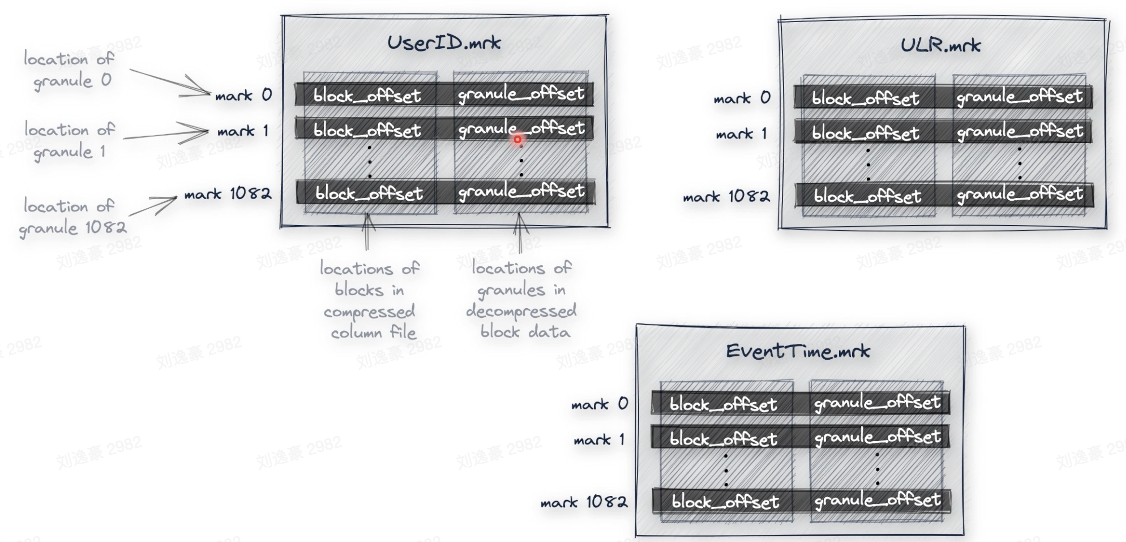 UserID.mrk
location of
granule 0
mark 0
block_offset
granule_offset
location of
granule 1
mark 1
block_offset
granule_offset
location of
granule 1082
mark 1082
block_offset
granule_offset
locations of
blocks in
compressed
column file
locations of
granules in
decompressed
block data
ULR.mrk
mark 0
block_offset
granule_offset
mark 1
block_offset
granule_offset
mark 1082
block_offset
granule_offset
EventTime.mrk
mark 0
block_offset
granule_offset
mark 1
block_offset
granule_offset
mark 1082
block_offset
granule_offset
刘逸豪 2982